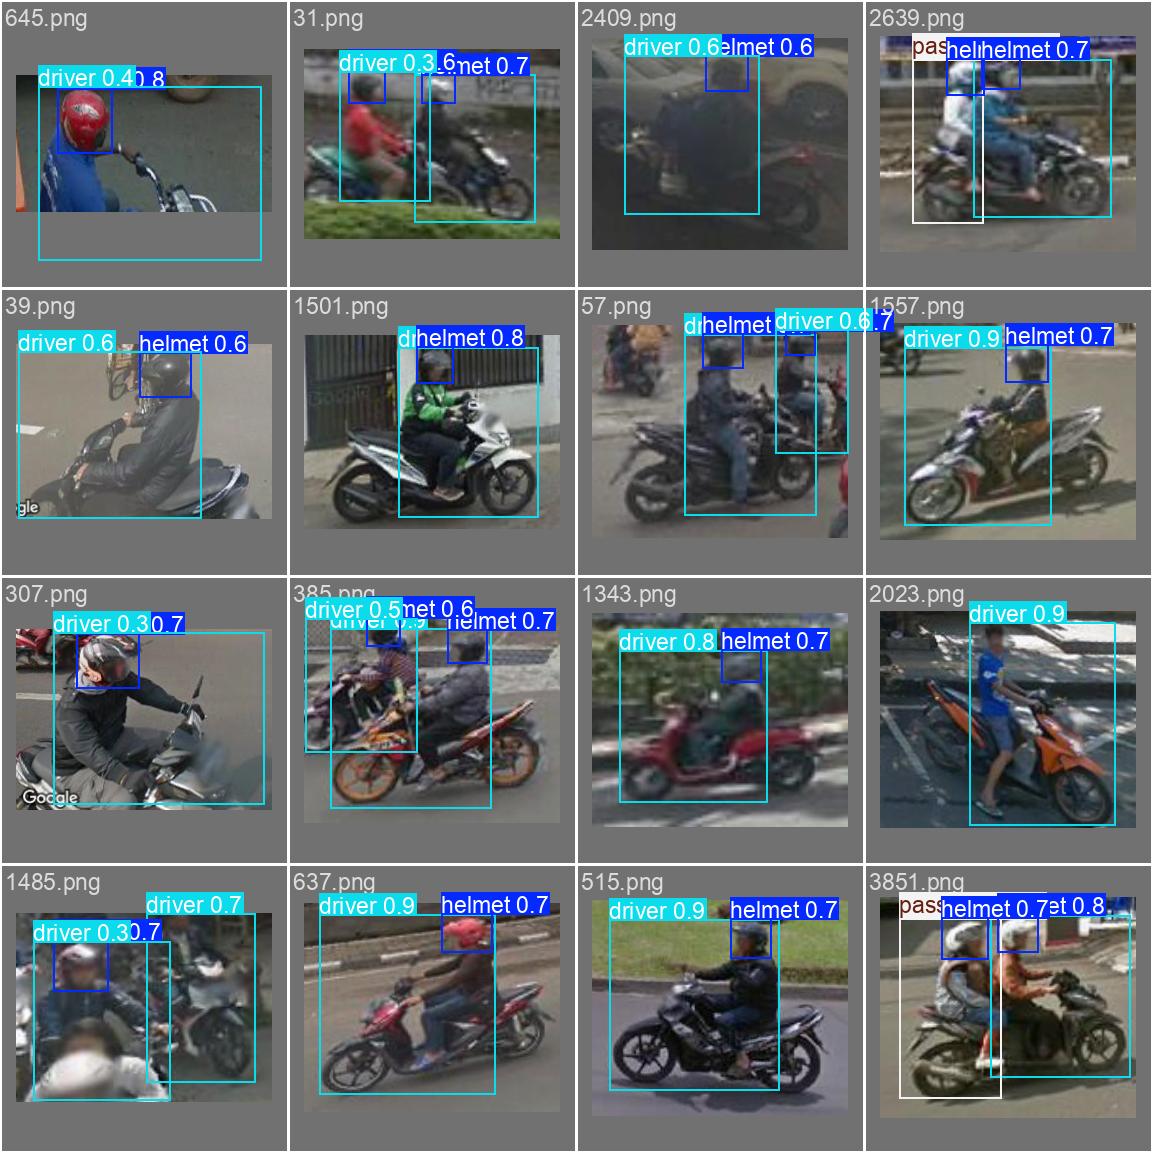 645.png
driver 0.4
0.8
31.png
driver 0.3
.6
elmet 0.7
2409.png
driver 0.6
elmet 0.6
2639.png
pas
hel
helmet 0.7
39.png
driver 0.6
helmet 0.6
gle
1501.png
dr
helmet 0.8
57.png
dr
helmet
driver 0.6
.7
1557.png
driver 0.9
helmet 0.7
307.png
driver 0.3
0.7
Google
385.png
driver 0.5
met 0.6
driver 0.9
helmet 0.7
1343.png
driver 0.8
helmet 0.7
2023.png
driver 0.9
1485.png
driver 0.7
driver 0.3
0.7
637.png
driver 0.9
helmet 0.7
515.png
driver 0.9
helmet 0.7
3851.png
pass
helmet 0.7
et 0.8